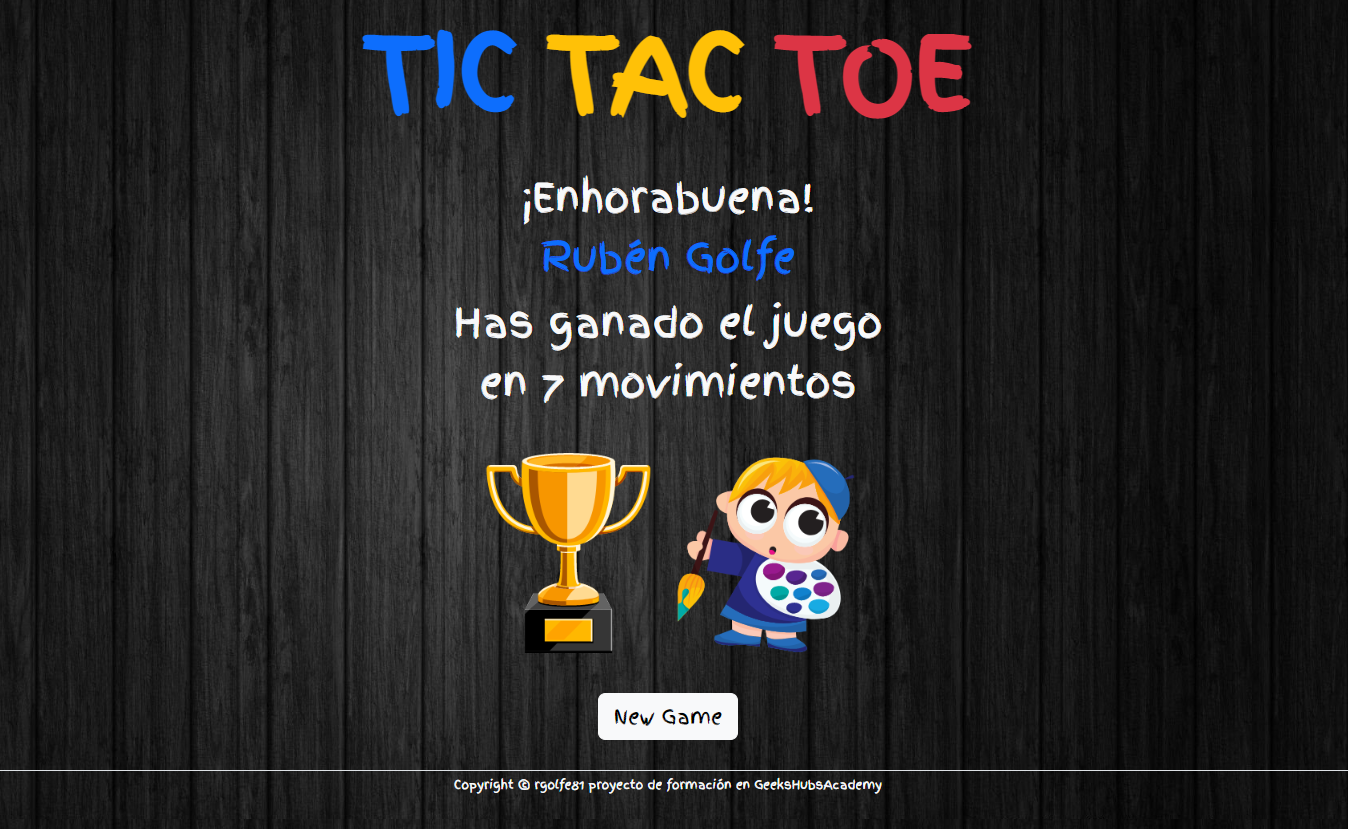 TIC TAC TOE
¡Enhorabuena!
Rubén Golfe
Has ganado el juego
en 7 movimientos
New Game
Copyright © rgolfe81 proyecto de formación en GeeksHubsAcademy